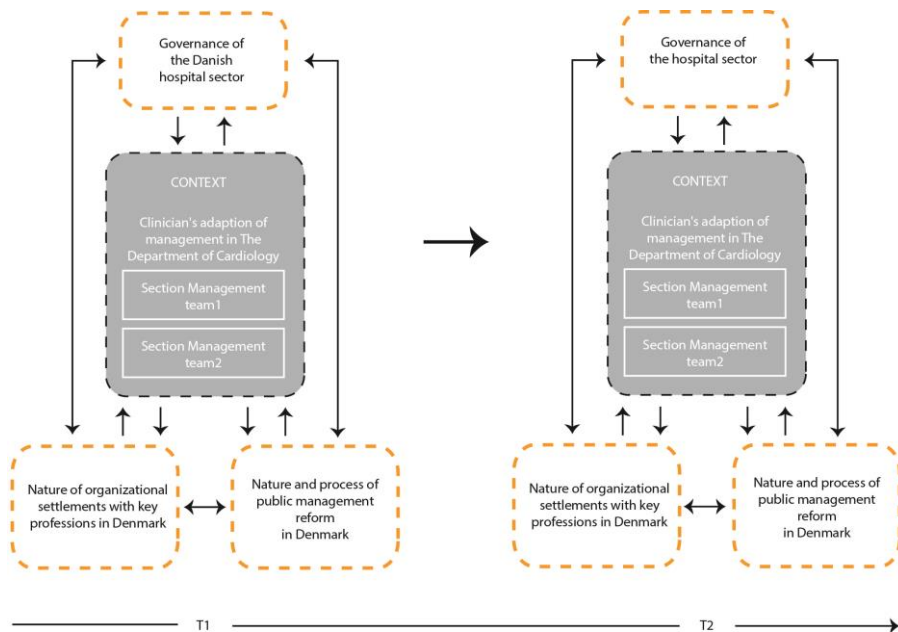 Governance of
the Danish
hospital sector
CONTEXT
Clinician's adaption of
management in The
Department of Cardiology
Section Management
team1
Section Management
team2
Nature of organizational
settlements with key
professions in Denmark
Nature and process of
public management
reform
in Denmark
Governance of
the hospital sector
CONTEXT
Clinician's adaption of
management in The
Department of Cardiology
Section Management
team1
Section Management
team2
Nature of organizational
settlements with key
professions in Denmark
Nature and process of
public management
reform
in Denmark
T1
T2